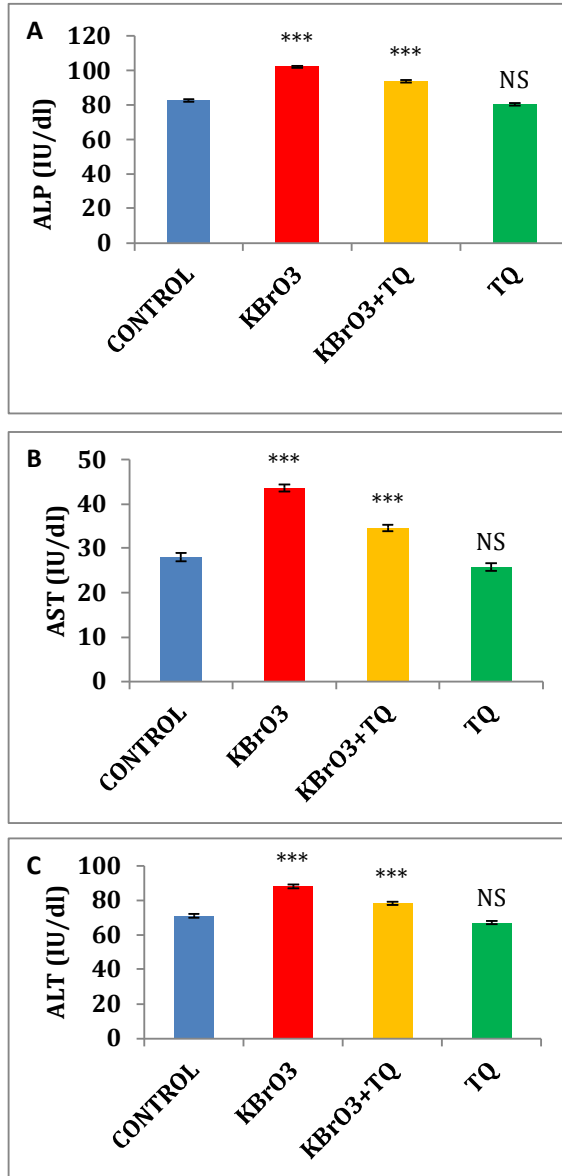 A
ALP (IU/dl)
120
100
80
60
40
20
0
***
***
NS
CONTROL
KBrO3
KBrO3+TQ
TQ
B
AST (IU/dl)
50
40
30
20
10
0
***
***
NS
CONTROL
KBrO3
KBrO3+TQ
TQ
C
ALT (IU/dl)
100
80
60
40
20
0
***
***
NS
CONTROL
KBrO3
KBrO3+TQ
TQ